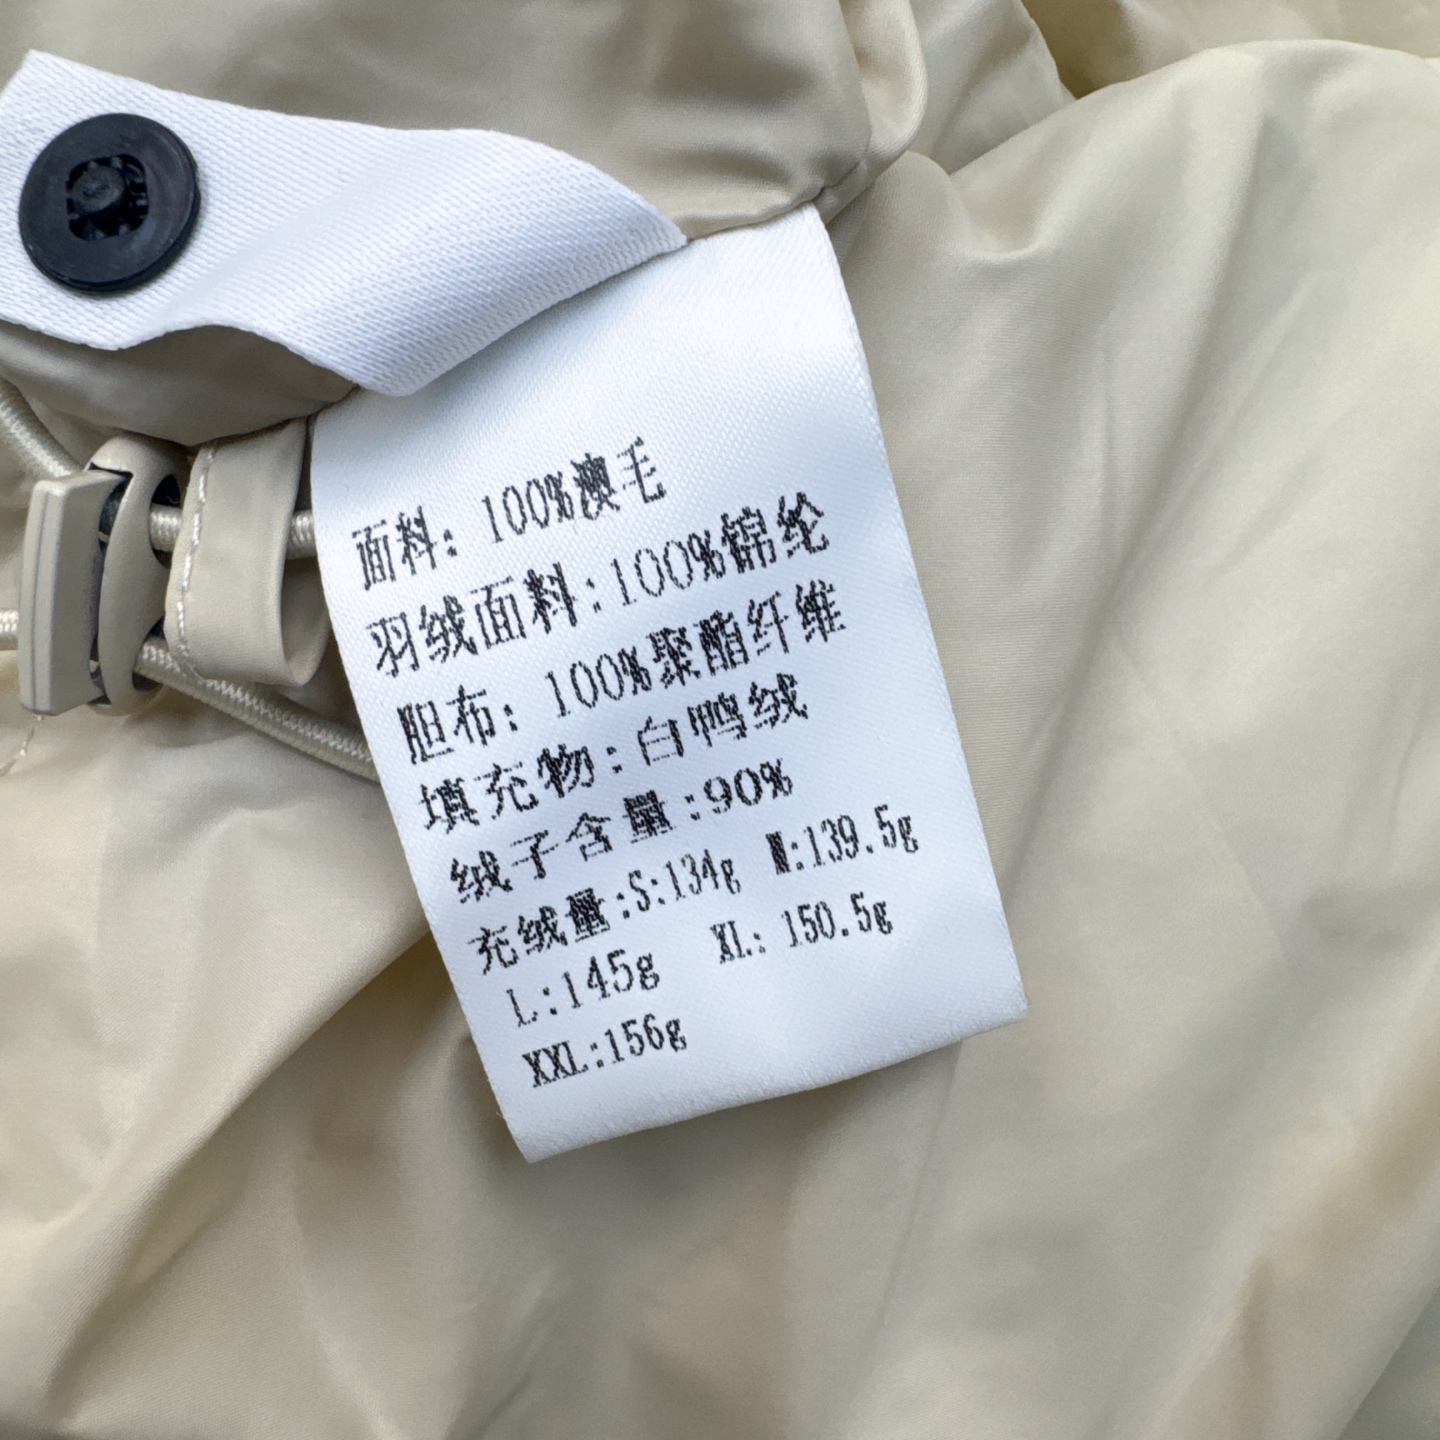 面料: 100%澳毛
羽绒面料:100%锦纶
胆布: 100%聚酯纤维
填充物:白鸭绒
绒子含量:90%
充绒量:S:134g M:139.5g
L:145g XL: 150.5g
XXL:156g